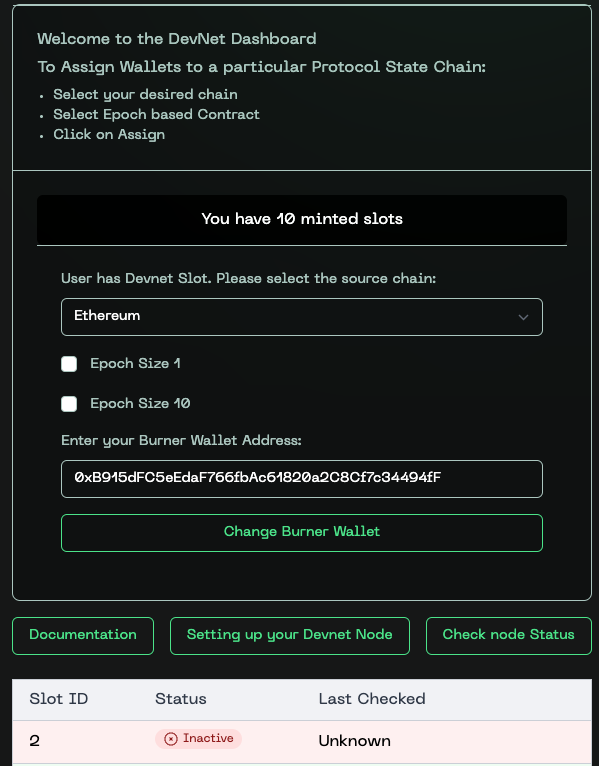 Welcome to the DevNet Dashboard
To Assign Wallets to a particular Protocol State Chain:
• Select your desired chain
• Select Epoch based Contract
• Click on Assign
You have 10 minted slots
User has Devnet Slot. Please select the source chain:
Ethereum
Epoch Size 1
Epoch Size 10
Enter your Burner Wallet Address:
0xB915dFC5eEdaF766fbAc61820a2C8Cf7c34494fF
Change Burner Wallet
Documentation Setting up your Devnet Node Check node Status
Slot ID Status Last Checked
2 Inactive Unknown